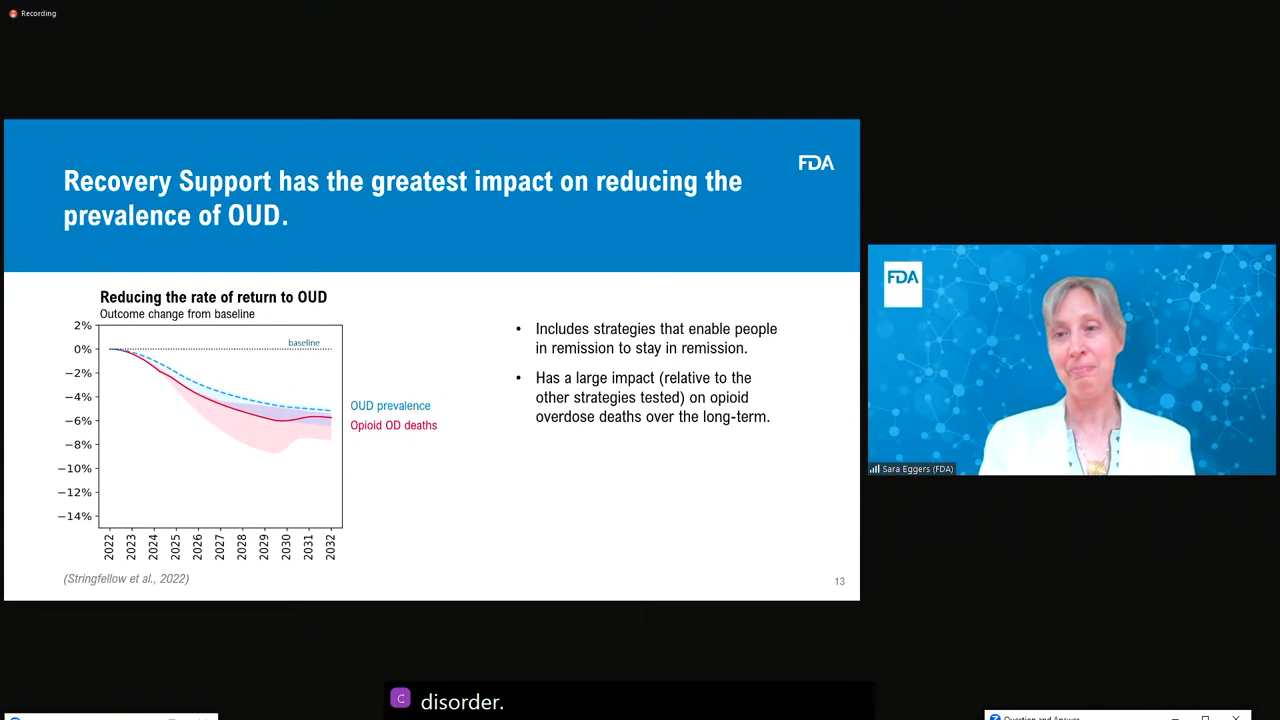 Recording
FDA
Recovery Support has the greatest impact on reducing the
prevalence of OUD.
Reducing the rate of return to OUD
Outcome change from baseline
2%
0%
−2%
−4%
−6%
−8%
−10%
−12%
−14%
baseline
OUD prevalence
Opioid OD deaths
2022
2023
2024
2025
2026
2027
2028
2029
2030
2031
2032
(Stringfellow et al., 2022)
• Includes strategies that enable people
in remission to stay in remission.
• Has a large impact (relative to the
other strategies tested) on opioid
overdose deaths over the long-term.
13
FDA
Sara Eggers (FDA)
C
disorder.
Question and Answer